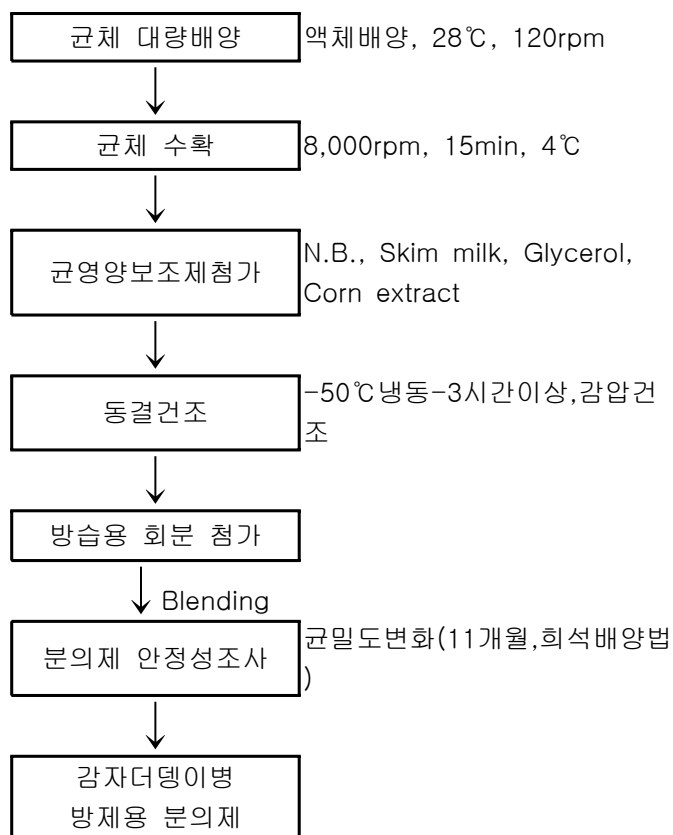 균체 대량배양 액체배양, 28℃, 120rpm
균체 수확 8,000rpm, 15min, 4℃
균영양보조제첨가
N.B., Skim milk, Glycerol,
Corn extract
동결건조
-50℃냉동-3시간이상,감압건
조
방습용 회분 첨가
Blending
분의제 안정성조사
균밀도변화(11개월,희석배양법
)
감자더뎅이병
방제용 분의제